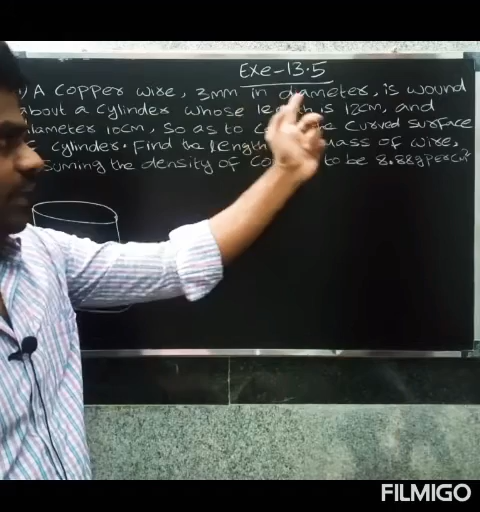 Exe-13.5
) A Copper wire, 3mm in diameter, is wound
about a cylinder whose length is 12cm, and
diameter 10cm, So as to the Curved Surface
cylinder. Find the length mass of wire,
suming the density of to be 8.88g Per Cm³
FILMIGO